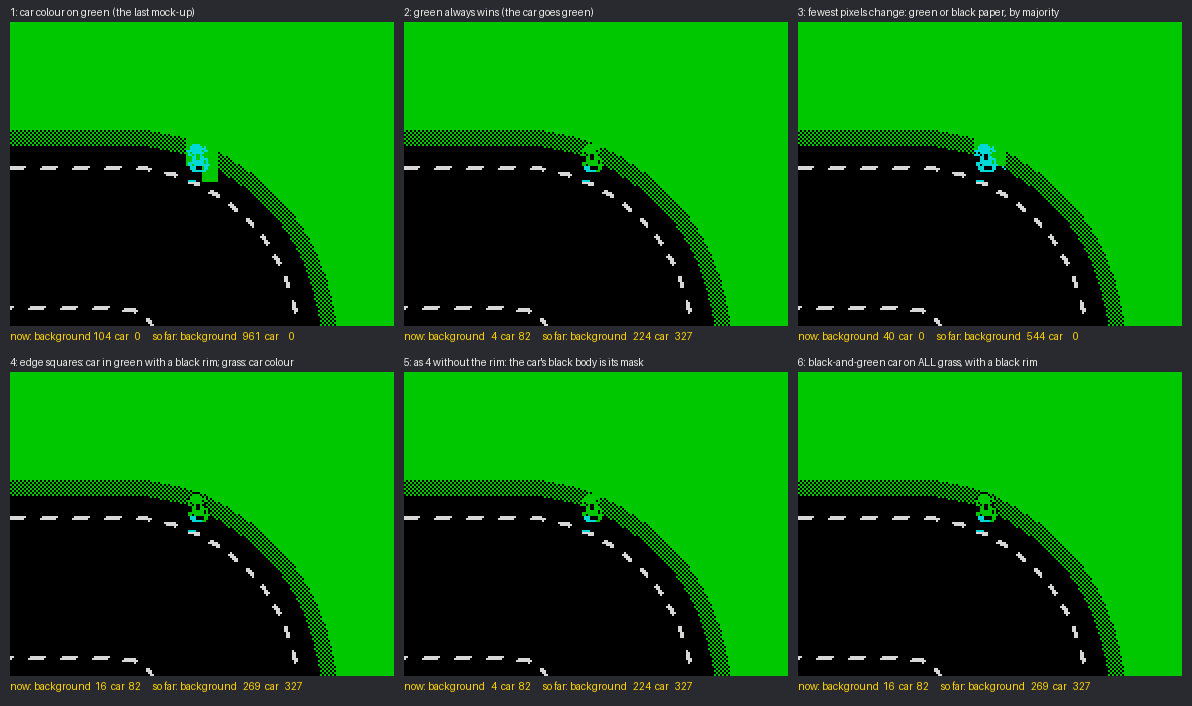 1: car colour on green (the last mock-up)
2: green always wins (the car goes green)
3: fewest pixels change: green or black paper, by majority
now: background 104 car 0 so far: background 961 car 0
now: background 4 car 82 so far: background 224 car 327
now: background 40 car 0 so far: background 544 car 0
4: edge squares: car in green with a black rim; grass: car colour
5: as 4 without the rim: the car's black body is its mask
6: black-and-green car on ALL grass, with a black rim
now: background 16 car 82 so far: background 269 car 327
now: background 4 car 82 so far: background 224 car 327
now: background 16 car 82 so far: background 269 car 327